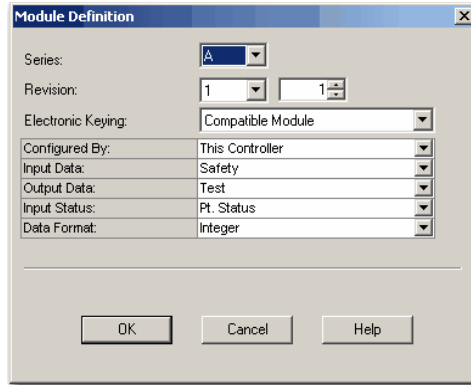 Module Definition
Series: A
Revision: 1 1
Electronic Keying: Compatible Module
Configured By: This Controller
Input Data: Safety
Output Data: Test
Input Status: Pt. Status
Data Format: Integer
OK Cancel Help